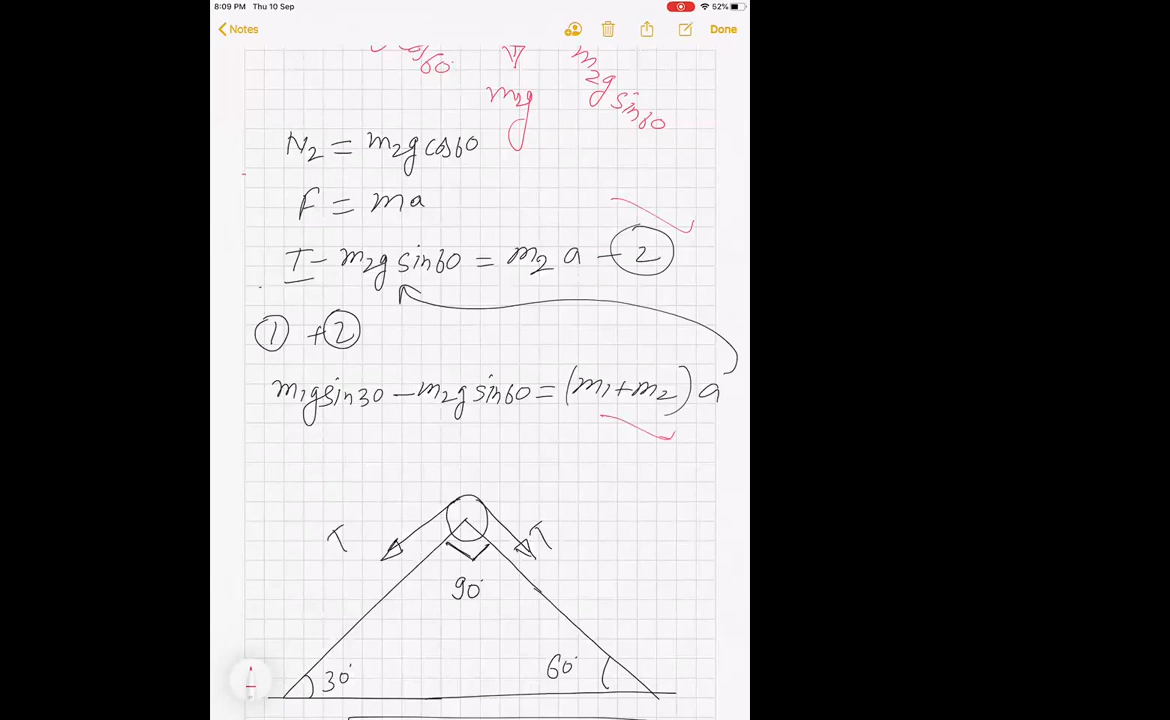 8:09 PM Thu 10 Sep
52%
Notes
Done
60
m2g
m2g sin60
N2 = m2g cos60
F = ma
T - m2g sin60 = m2 a - 2
1 + 2
m1g sin30 - m2g sin60 = (m1 + m2) a
T
T
90°
30°
60°